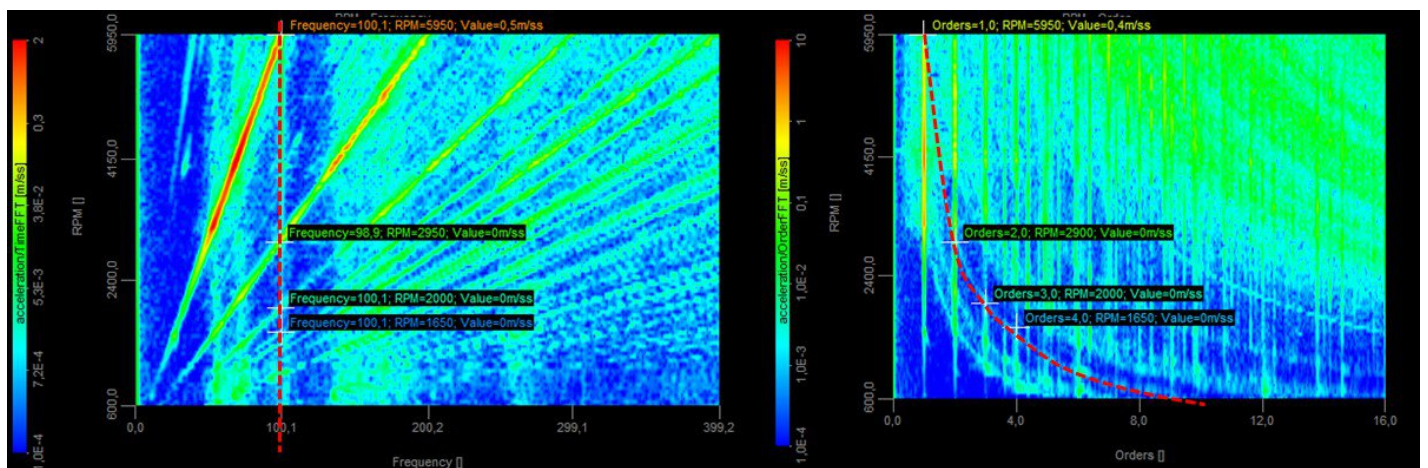 RPM - Frequency
Frequency=100,1; RPM=5950; Value=0,5m/ss
Frequency=98,9; RPM=2950; Value=0m/ss
Frequency=100,1; RPM=2000; Value=0m/ss
Frequency=100,1; RPM=1650; Value=0m/ss
acceleration/TimeFFT [m/ss]
2
0,3
3,8E-2
5,3E-3
7,2E-4
1,0E-4
RPM []
5950,0
4150,0
2400,0
600,0
0,0
100,1
200,2
299,1
399,2
Frequency []
RPM - Order
Orders=1,0; RPM=5950; Value=0,4m/ss
Orders=2,0; RPM=2900; Value=0m/ss
Orders=3,0; RPM=2000; Value=0m/ss
Orders=4,0; RPM=1650; Value=0m/ss
acceleration/OrderFFT [m/ss]
10
1
0,1
1,0E-2
1,0E-3
1,0E-4
RPM []
5950,0
4150,0
2400,0
600,0
0,0
4,0
8,0
12,0
16,0
Orders []